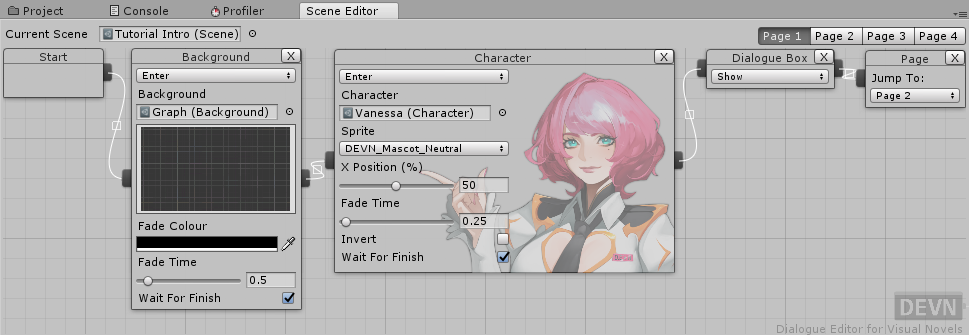 Project
Console
Profiler
Scene Editor
Current Scene
Tutorial Intro (Scene)
Page 1
Page 2
Page 3
Page 4
Start
Background
X
Enter
Background
Graph (Background)
Fade Colour
Fade Time
0.5
Wait For Finish
Character
X
Enter
Character
Vanessa (Character)
Sprite
DEVN_Mascot_Neutral
X Position (%)
50
Fade Time
0.25
Invert
Wait For Finish
Dialogue Box
X
Show
Page
X
Jump To:
Page 2
DEVN
Dialogue Editor for Visual Novels